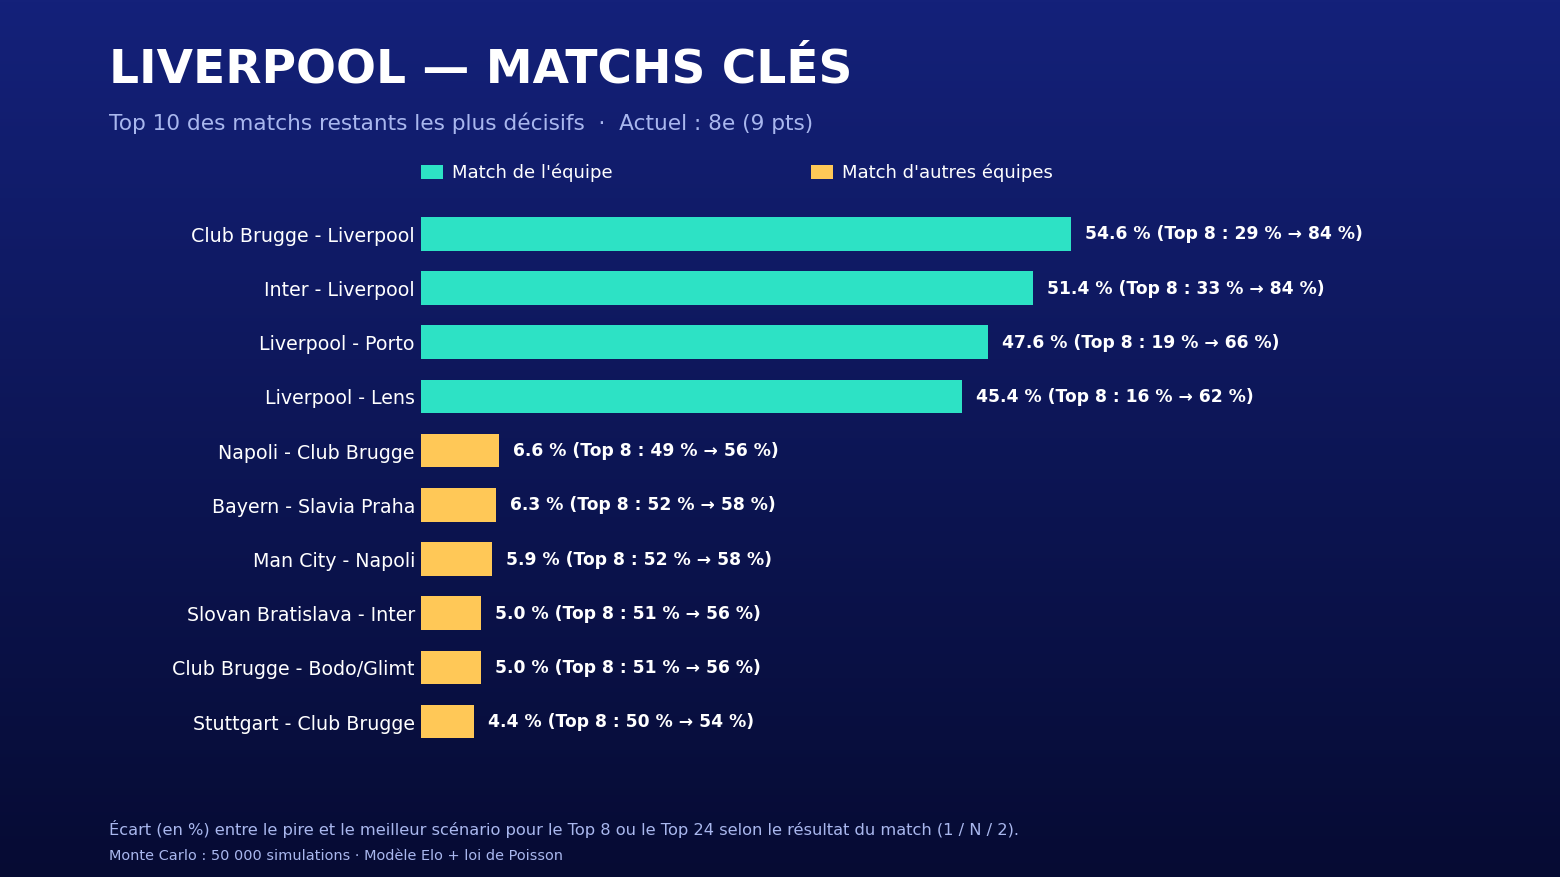 LIVERPOOL — MATCHS CLÉS
Top 10 des matchs restants les plus décisifs · Actuel : 8e (9 pts)
Match de l'équipe
Match d'autres équipes
Club Brugge - Liverpool 54.6 % (Top 8 : 29 % → 84 %)
Inter - Liverpool 51.4 % (Top 8 : 33 % → 84 %)
Liverpool - Porto 47.6 % (Top 8 : 19 % → 66 %)
Liverpool - Lens 45.4 % (Top 8 : 16 % → 62 %)
Napoli - Club Brugge 6.6 % (Top 8 : 49 % → 56 %)
Bayern - Slavia Praha 6.3 % (Top 8 : 52 % → 58 %)
Man City - Napoli 5.9 % (Top 8 : 52 % → 58 %)
Slovan Bratislava - Inter 5.0 % (Top 8 : 51 % → 56 %)
Club Brugge - Bodo/Glimt 5.0 % (Top 8 : 51 % → 56 %)
Stuttgart - Club Brugge 4.4 % (Top 8 : 50 % → 54 %)
Écart (en %) entre le pire et le meilleur scénario pour le Top 8 ou le Top 24 selon le résultat du match (1 / N / 2).
Monte Carlo : 50 000 simulations · Modèle Elo + loi de Poisson